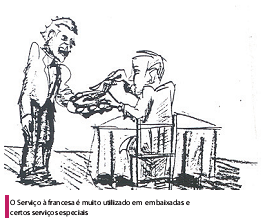 O Serviço à francesa é muito utilizado em embaixadas e
certos serviços especiais